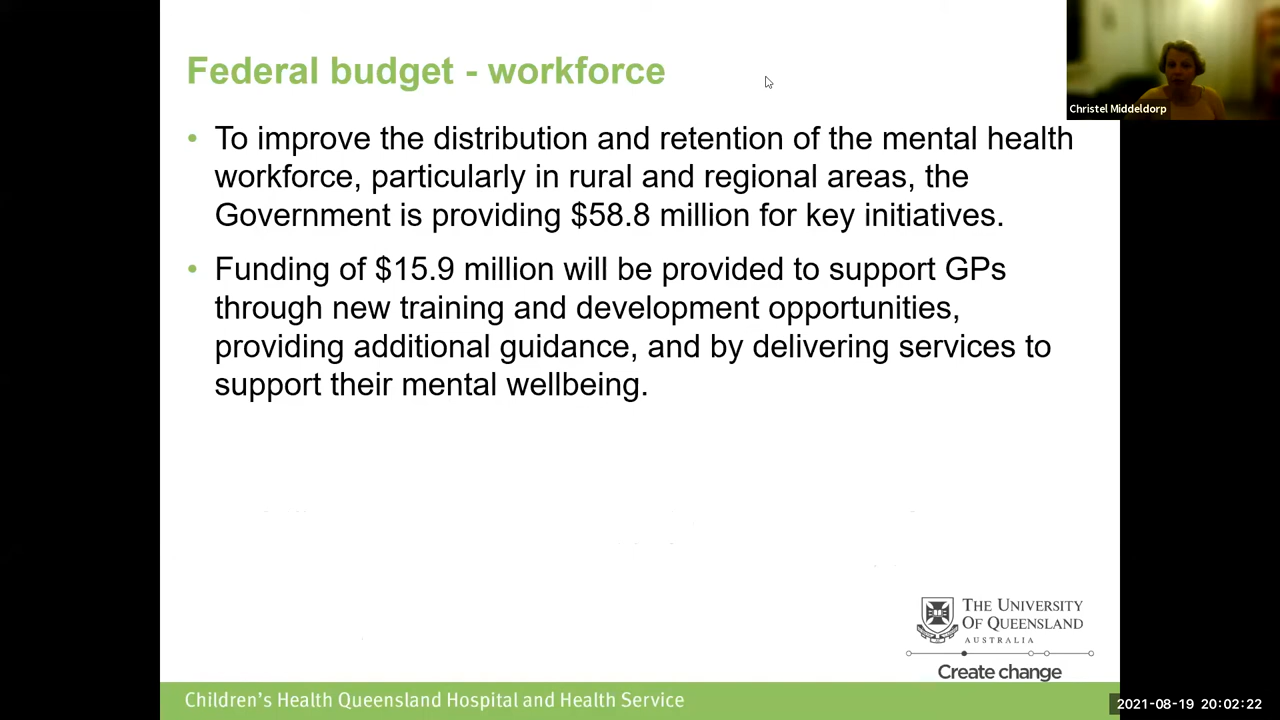 Federal budget - workforce
Christel Middeldorp
• To improve the distribution and retention of the mental health
workforce, particularly in rural and regional areas, the
Government is providing $58.8 million for key initiatives.
• Funding of $15.9 million will be provided to support GPs
through new training and development opportunities,
providing additional guidance, and by delivering services to
support their mental wellbeing.
THE UNIVERSITY
OF QUEENSLAND
AUSTRALIA
Create change
Children's Health Queensland Hospital and Health Service
2021-08-19 20:02:22